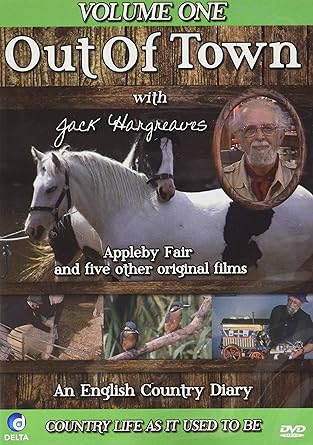 VOLUME ONE
Out Of Town
with
Jack Hargreaves
Appleby Fair
and five other original films
An English Country Diary
DELTA
COUNTRY LIFE AS IT USED TO BE
DVD